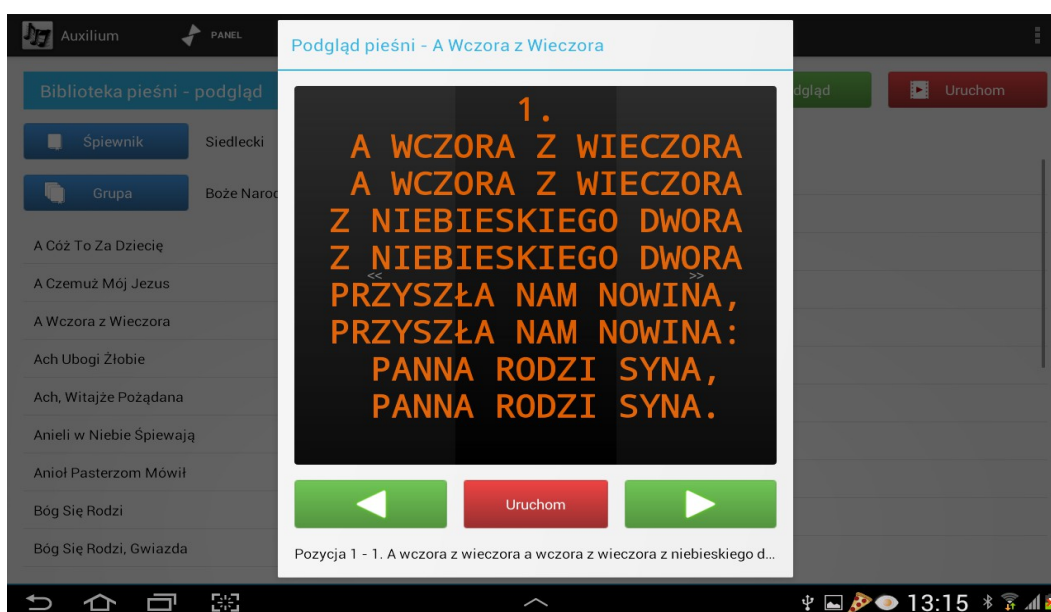 Auxilium
PANEL
Podgląd pieśni - A Wczora z Wieczora
Biblioteka pieśni - podgląd
dgląd
Uruchom
Śpiewnik
Siedlecki
Grupa
Boże Naroc
A Cóż To Za Dziecię
A Czemuż Mój Jezus
A Wczora z Wieczora
Ach Ubogi Żłobie
Ach, Witajże Pożądana
Anieli w Niebie Śpiewają
Anioł Pasterzom Mówił
Bóg Się Rodzi
Bóg Się Rodzi, Gwiazda
1.
A WCZORA Z WIECZORA
A WCZORA Z WIECZORA
Z NIEBIESKIEGO DWORA
Z NIEBIESKIEGO DWORA
<< >>
PRZYSZŁA NAM NOWINA,
PRZYSZŁA NAM NOWINA:
PANNA RODZI SYNA,
PANNA RODZI SYNA.
Uruchom
Pozycja 1 - 1. A wczora z wieczora a wczora z wieczora z niebieskiego d...
13:15